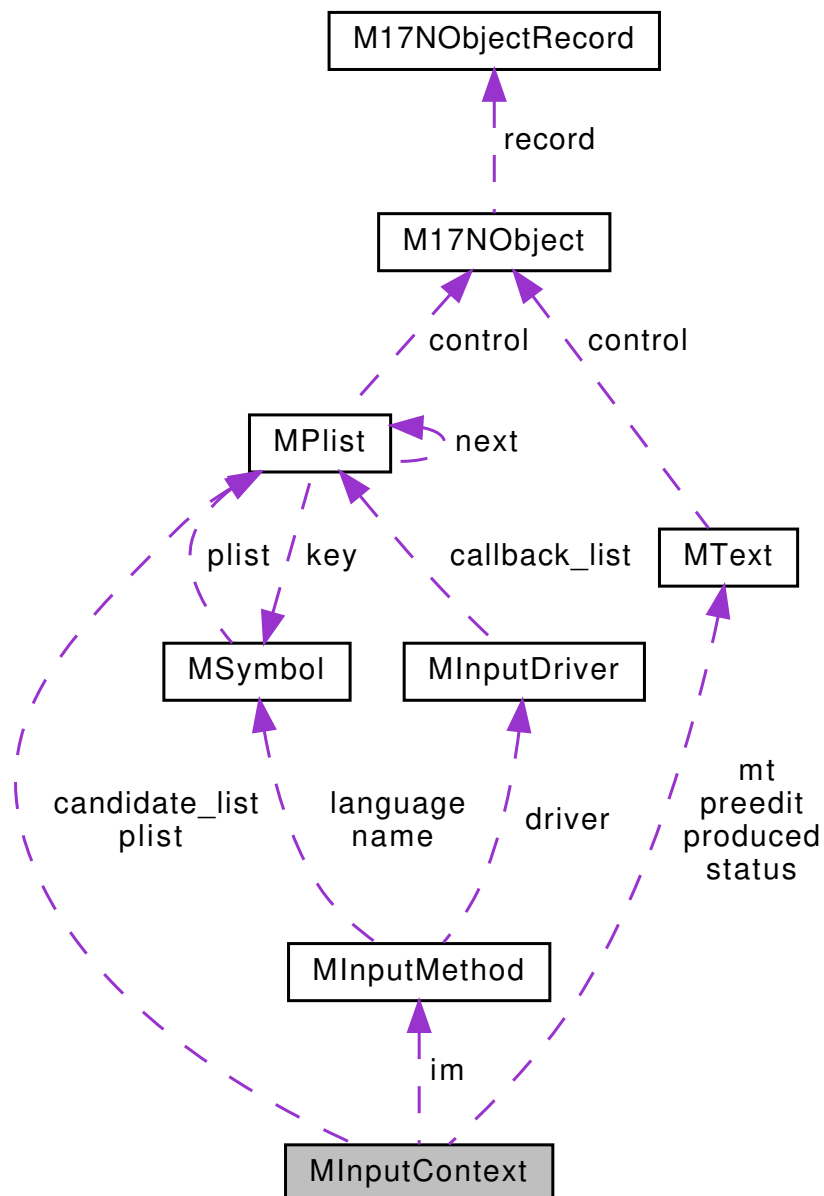 M17NObjectRecord
record
M17NObject
control
control
MPlist
next
plist
key
callback_list
MText
MSymbol
MInputDriver
candidate_list
plist
language
name
driver
mt
preedit
produced
status
MInputMethod
im
MInputContext